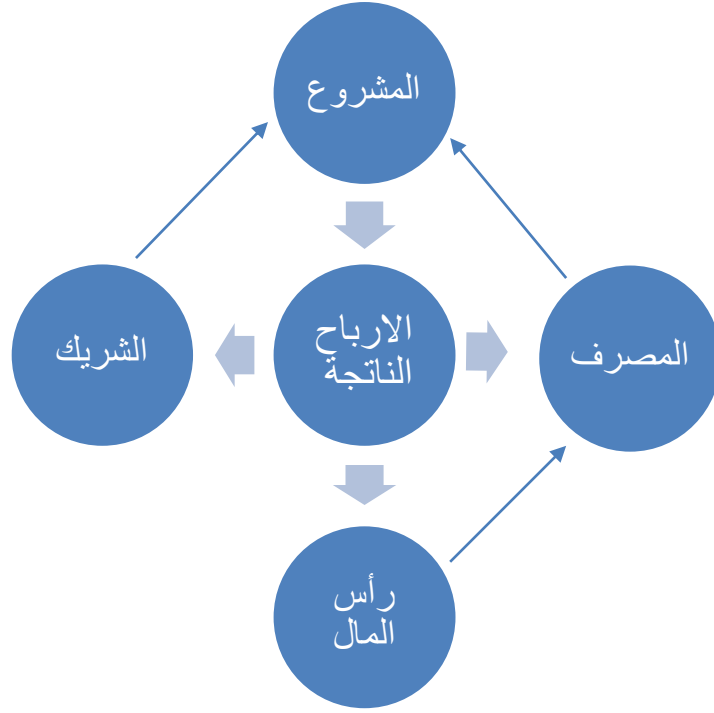 المشروع
المصرف
الارباح
الناتجة
الشريك
رأس
المال